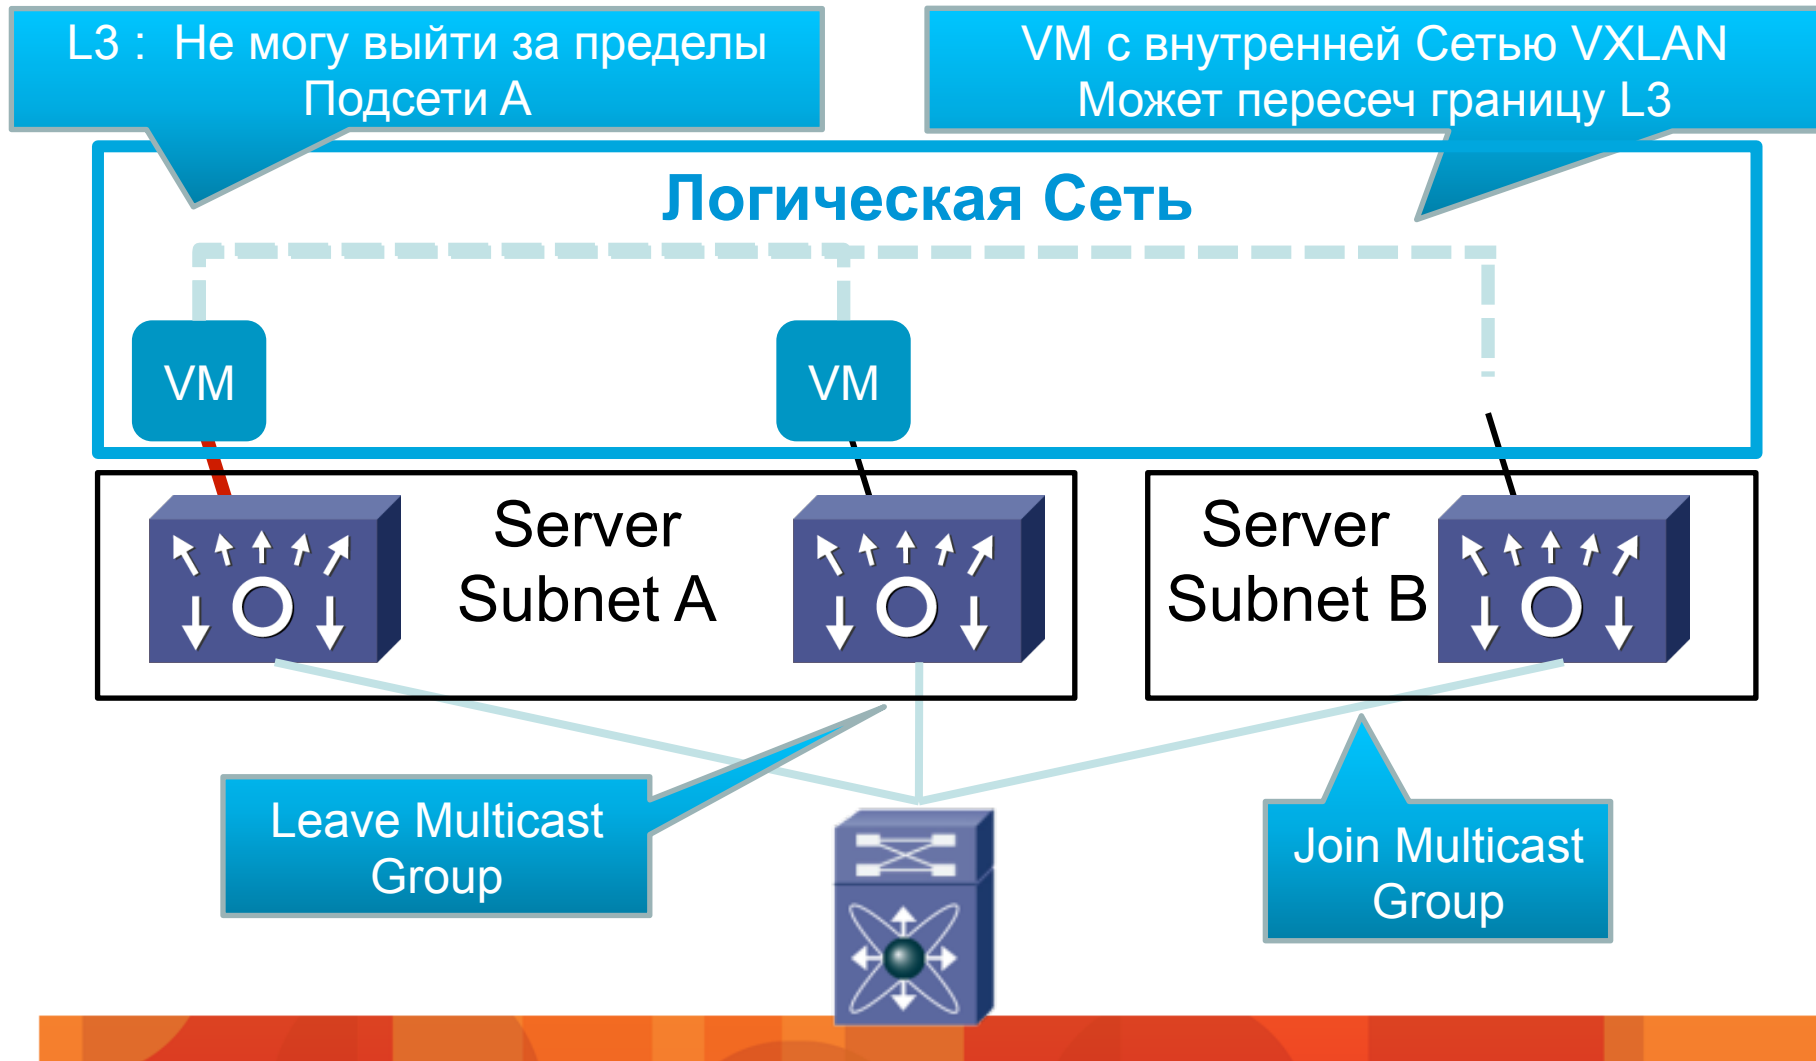 L3 : Не могу выйти за пределы
Подсети A
VM с внутренней Сетью VXLAN
Может пересеч границу L3
Логическая Сеть
VM
VM
Server
Subnet A
Server
Subnet B
Leave Multicast
Group
Join Multicast
Group